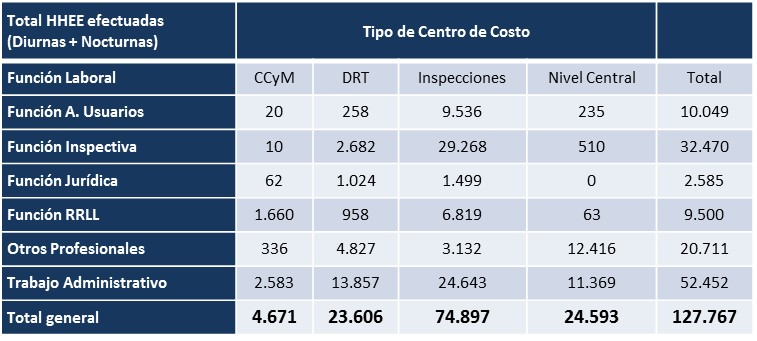 Total HHEE efectuadas
(Diurnas + Nocturnas)
Tipo de Centro de Costo
Función Laboral CCyM DRT Inspecciones Nivel Central Total
Función A. Usuarios 20 258 9.536 235 10.049
Función Inspectiva 10 2.682 29.268 510 32.470
Función Jurídica 62 1.024 1.499 0 2.585
Función RRLL 1.660 958 6.819 63 9.500
Otros Profesionales 336 4.827 3.132 12.416 20.711
Trabajo Administrativo 2.583 13.857 24.643 11.369 52.452
Total general 4.671 23.606 74.897 24.593 127.767